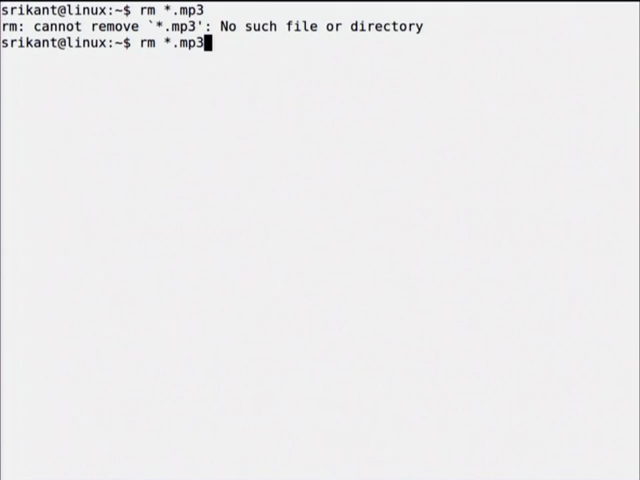 srikant@linux:~$ rm *.mp3
rm: cannot remove `*.mp3': No such file or directory
srikant@linux:~$ rm *.mp3